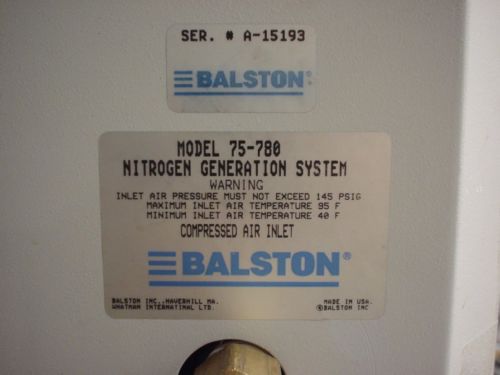 SER. # A-15193
BALSTON®
MODEL 75-780
NITROGEN GENERATION SYSTEM
WARNING
INLET AIR PRESSURE MUST NOT EXCEED 145 PSIG
MAXIMUM INLET AIR TEMPERATURE 95 F
MINIMUM INLET AIR TEMPERATURE 40 F
COMPRESSED AIR INLET
BALSTON®
BALSTON INC.,HAVERHILL MA. MADE IN USA.
WHATMAN INTERNATINAL LTD. ©BALSTON INC